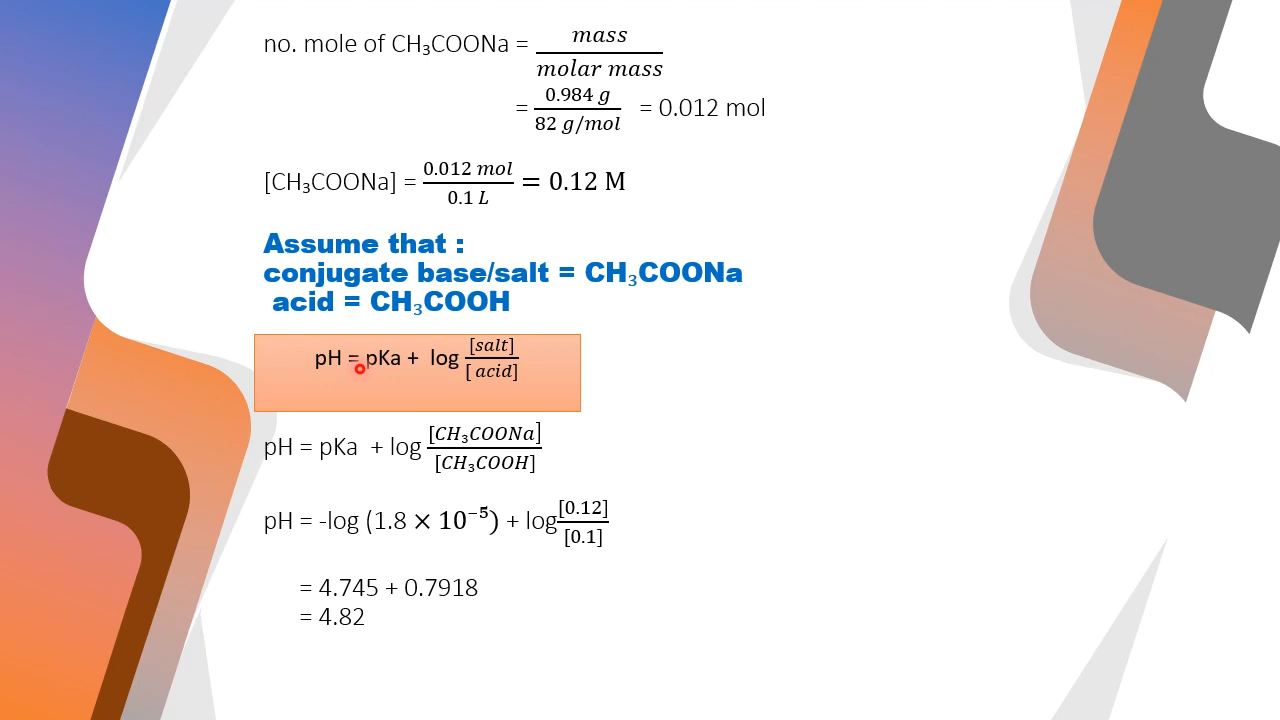 no. mole of CH₃COONa = mass / molar mass
= 0.984 g / 82 g/mol = 0.012 mol
[CH₃COONa] = 0.012 mol / 0.1 L = 0.12 M
Assume that :
conjugate base/salt = CH₃COONa
acid = CH₃COOH
pH = pKa + log [salt] / [ acid]
pH = pKa + log [CH₃COONa] / [CH₃COOH]
pH = -log (1.8 × 10⁻⁵) + log [0.12] / [0.1]
= 4.745 + 0.7918
= 4.82